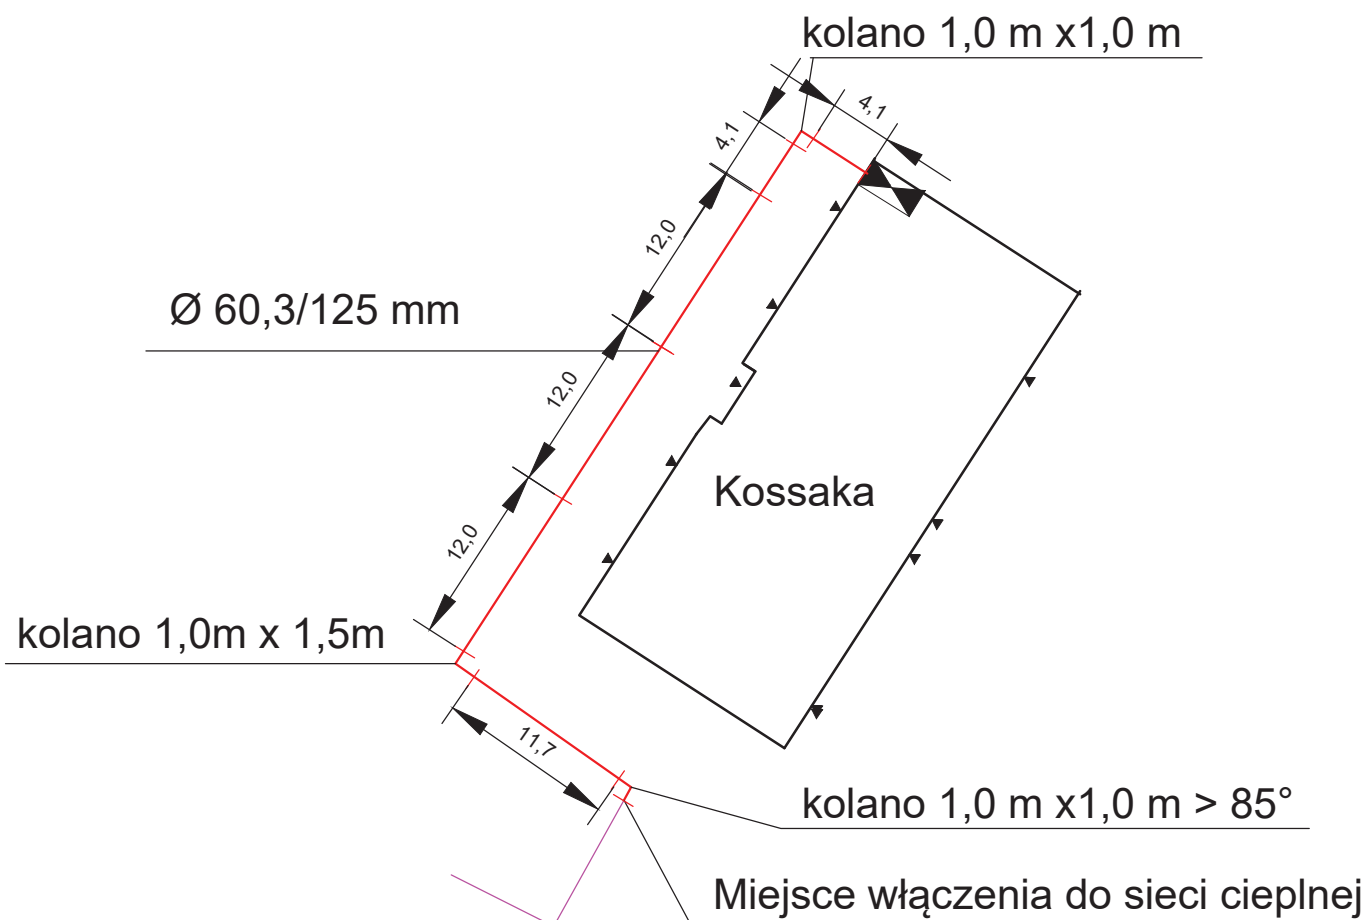 kolano 1,0 m x1,0 m
4,1
4,1
12,0
Ø 60,3/125 mm
12,0
Kossaka
12,0
kolano 1,0m x 1,5m
11,7
kolano 1,0 m x1,0 m > 85°
Miejsce włączenia do sieci cieplnej